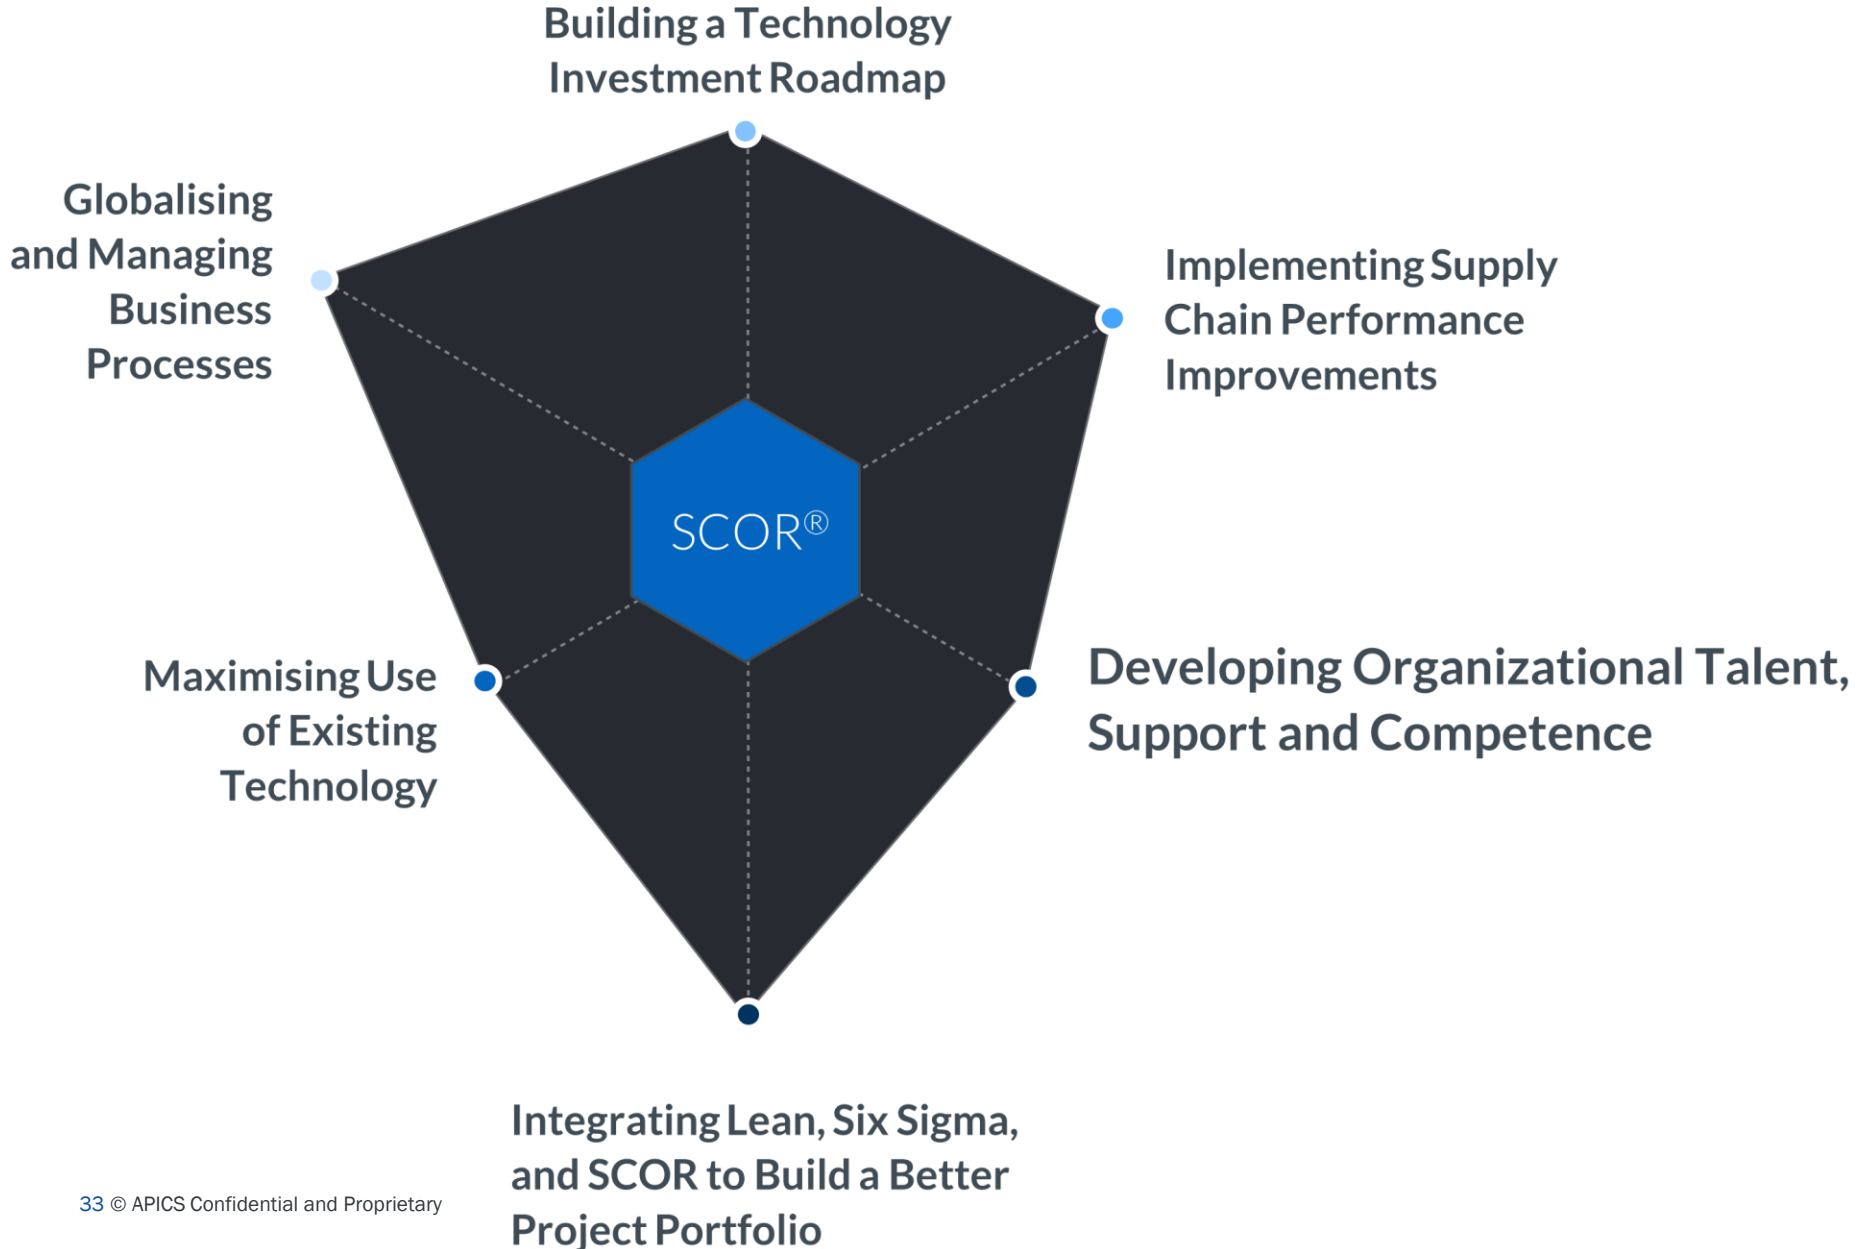 Building a Technology
Investment Roadmap
Globalising
and Managing
Business
Processes
Implementing Supply
Chain Performance
Improvements
SCOR®
Maximising Use
of Existing
Technology
Developing Organizational Talent,
Support and Competence
Integrating Lean, Six Sigma,
and SCOR to Build a Better
Project Portfolio
33 © APICS Confidential and Proprietary